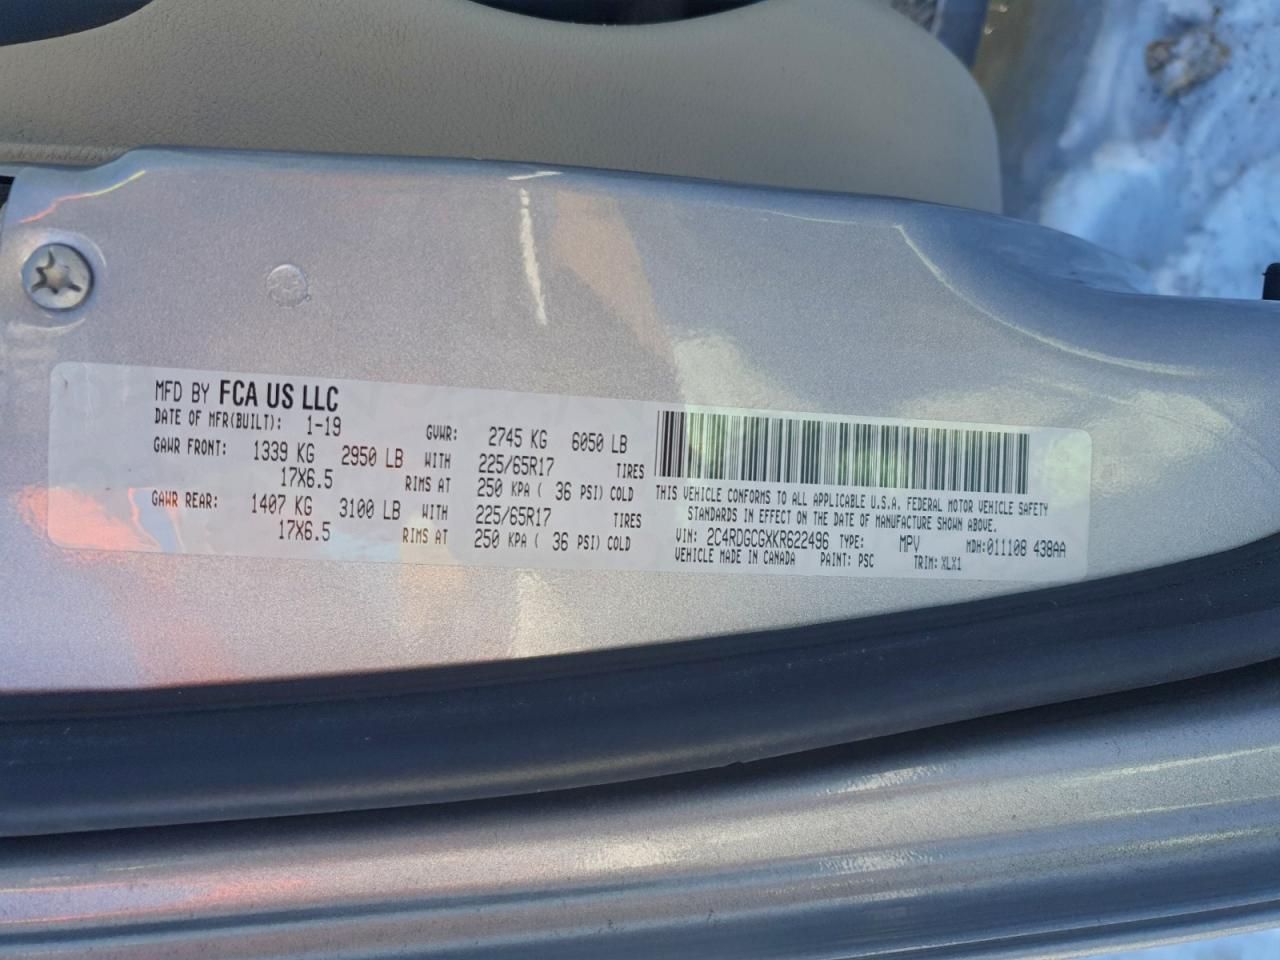 MFD BY FCA US LLC
DATE OF MFR(BUILT): 1-19 GVWR: 2745 KG 6050 LB
GAWR FRONT: 1339 KG 2950 LB WITH 225/65R17 TIRES
17X6.5 RIMS AT 250 KPA ( 36 PSI) COLD
GAWR REAR: 1407 KG 3100 LB WITH 225/65R17 TIRES
17X6.5 RIMS AT 250 KPA ( 36 PSI) COLD
THIS VEHICLE CONFORMS TO ALL APPLICABLE U.S.A. FEDERAL MOTOR VEHICLE SAFETY
STANDARDS IN EFFECT ON THE DATE OF MANUFACTURE SHOWN ABOVE.
VIN: 2C4RDGCGXKR622496 TYPE: MPV MDH:011108 438AA
VEHICLE MADE IN CANADA PAINT: PSC TRIM: XLX1